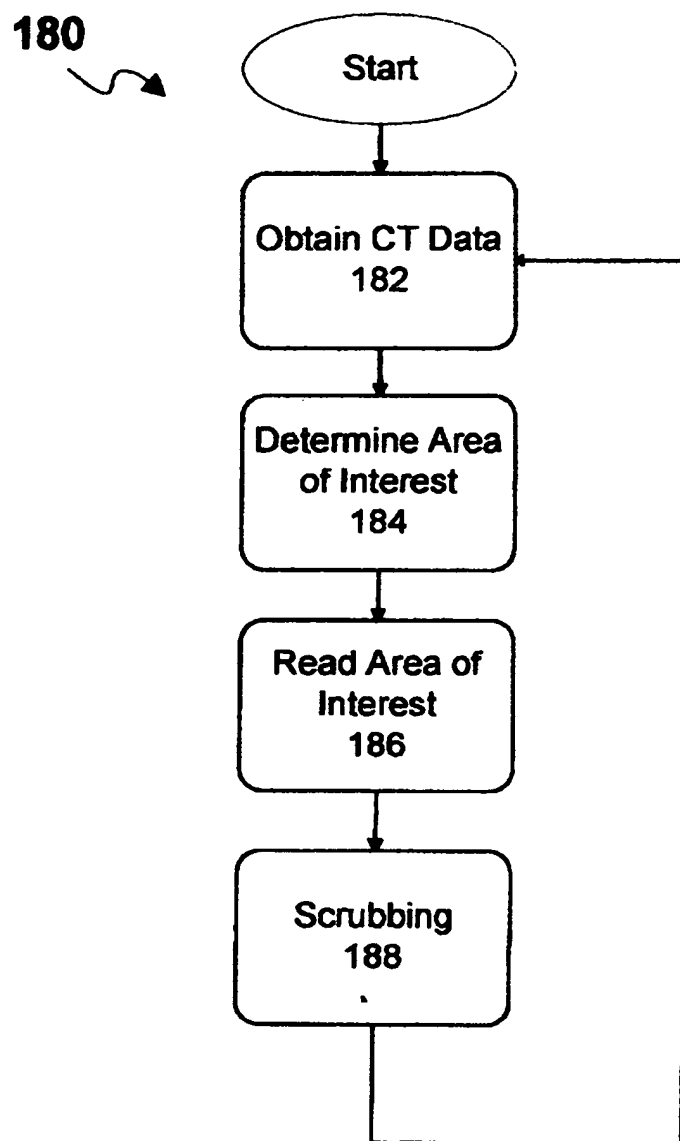 180
Start
Obtain CT Data
182
Determine Area
of Interest
184
Read Area of
Interest
186
Scrubbing
188